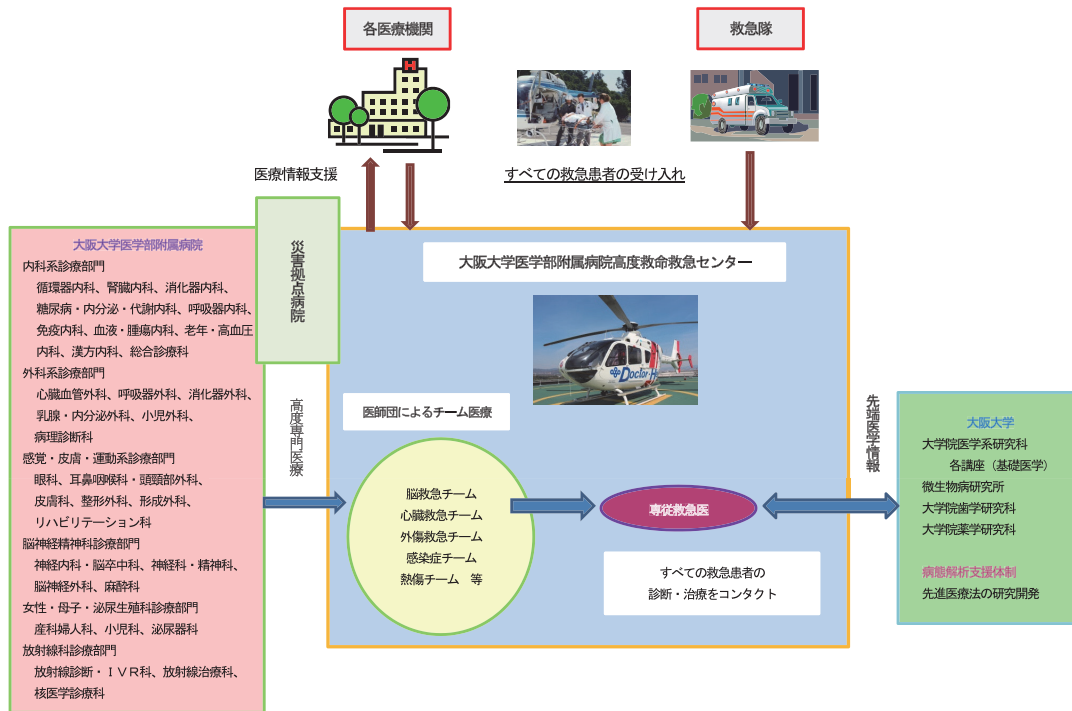 各医療機関
救急隊
医療情報支援
すべての救急患者の受け入れ
災害拠点病院
大阪大学医学部附属病院
内科系診療部門
循環器内科、腎臓内科、消化器内科、
糖尿病・内分泌・代謝内科、呼吸器内科、
免疫内科、血液・腫瘍内科、老年・高血圧
内科、漢方内科、総合診療科
外科系診療部門
心臓血管外科、呼吸器外科、消化器外科、
乳腺・内分泌外科、小児外科、
病理診断科
感覚・皮膚・運動系診療部門
眼科、耳鼻咽喉科・頭頸部外科、
皮膚科、整形外科、形成外科、
リハビリテーション科
脳神経精神科診療部門
神経内科・脳卒中科、神経科・精神科、
脳神経外科、麻酔科
女性・母子・泌尿生殖科診療部門
産科婦人科、小児科、泌尿器科
放射線科診療部門
放射線診断・ＩＶＲ科、放射線治療科、
核医学診療科
高度専門医療
大阪大学医学部附属病院高度救命救急センター
Doctor-He
医師団によるチーム医療
脳救急チーム
心臓救急チーム
外傷救急チーム
感染症チーム
熱傷チーム　等
専従救急医
すべての救急患者の
診断・治療をコンタクト
先端医学情報
大阪大学
大学院医学系研究科
各講座（基礎医学）
微生物病研究所
大学院歯学研究科
大学院薬学研究科
病態解析支援体制
先進医療法の研究開発